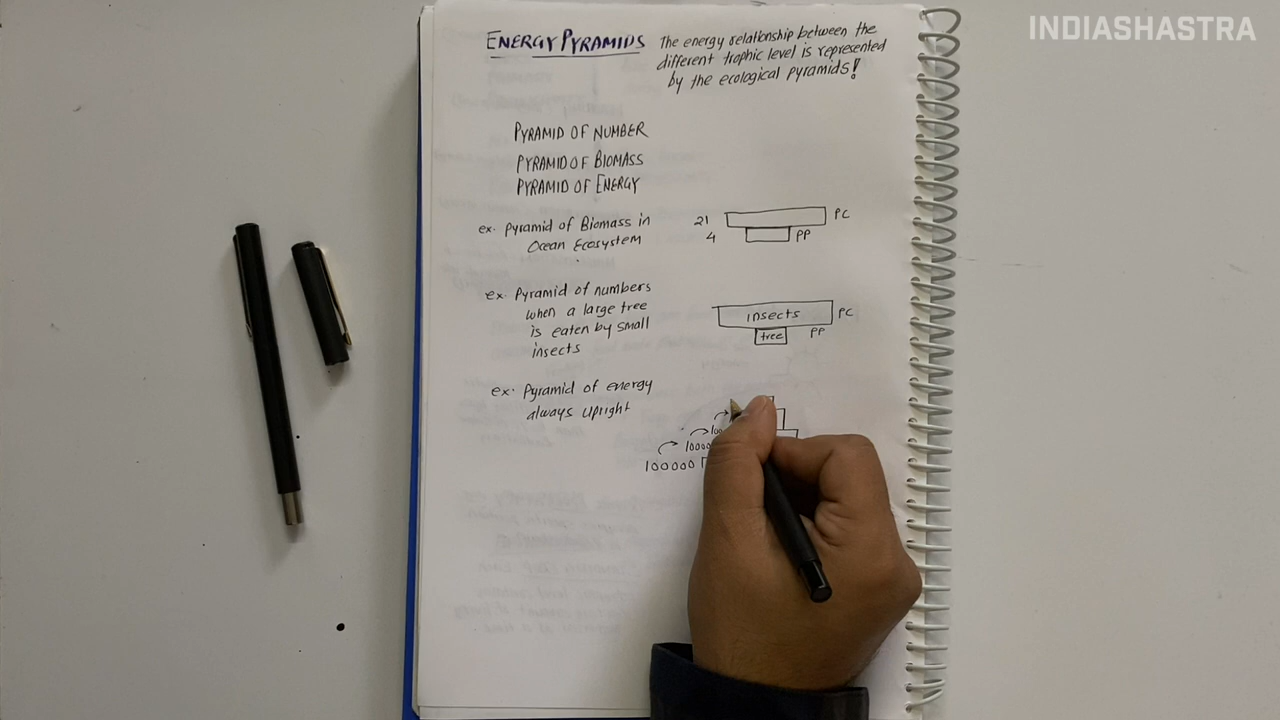 INDIASHASTRA
ENERGY PYRAMIDS
The energy relationship between the
different trophic level is represented
by the ecological pyramids!
PYRAMID OF NUMBER
PYRAMID OF BIOMASS
PYRAMID OF ENERGY
ex. Pyramid of Biomass in
Ocean Ecosystem
21 PC
4 PP
ex. Pyramid of numbers
when a large tree
is eaten by small
insects
insects PC
tree PP
ex. Pyramid of energy
always upright
100000